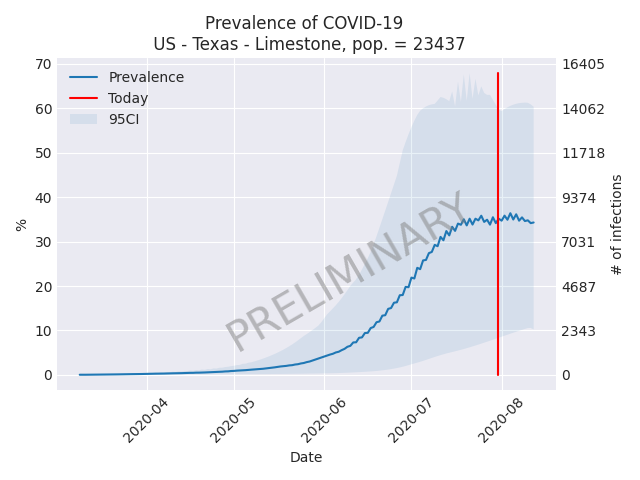 Prevalence of COVID-19
US - Texas - Limestone, pop. = 23437
Prevalence
Today
95CI
70
60
50
40
30
20
10
0
%
16405
14062
11718
9374
7031
4687
2343
0
# of infections
PRELIMINARY
2020-04
2020-05
2020-06
2020-07
2020-08
Date